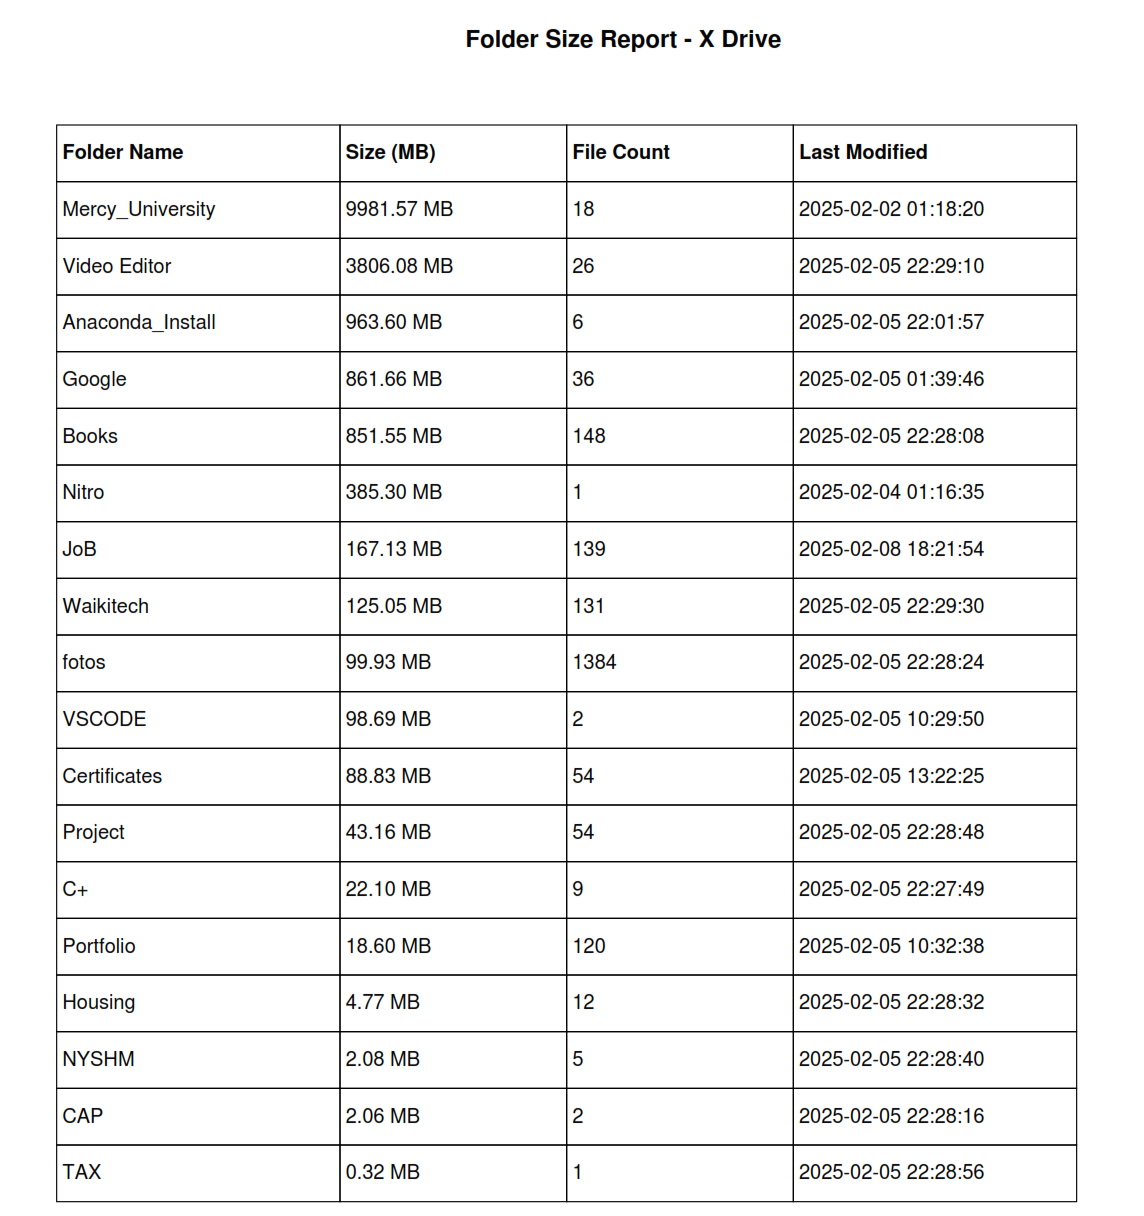 Folder Size Report - X Drive
Folder Name Size (MB) File Count Last Modified
Mercy_University 9981.57 MB 18 2025-02-02 01:18:20
Video Editor 3806.08 MB 26 2025-02-05 22:29:10
Anaconda_Install 963.60 MB 6 2025-02-05 22:01:57
Google 861.66 MB 36 2025-02-05 01:39:46
Books 851.55 MB 148 2025-02-05 22:28:08
Nitro 385.30 MB 1 2025-02-04 01:16:35
JoB 167.13 MB 139 2025-02-08 18:21:54
Waikitech 125.05 MB 131 2025-02-05 22:29:30
fotos 99.93 MB 1384 2025-02-05 22:28:24
VSCODE 98.69 MB 2 2025-02-05 10:29:50
Certificates 88.83 MB 54 2025-02-05 13:22:25
Project 43.16 MB 54 2025-02-05 22:28:48
C+ 22.10 MB 9 2025-02-05 22:27:49
Portfolio 18.60 MB 120 2025-02-05 10:32:38
Housing 4.77 MB 12 2025-02-05 22:28:32
NYSHM 2.08 MB 5 2025-02-05 22:28:40
CAP 2.06 MB 2 2025-02-05 22:28:16
TAX 0.32 MB 1 2025-02-05 22:28:56